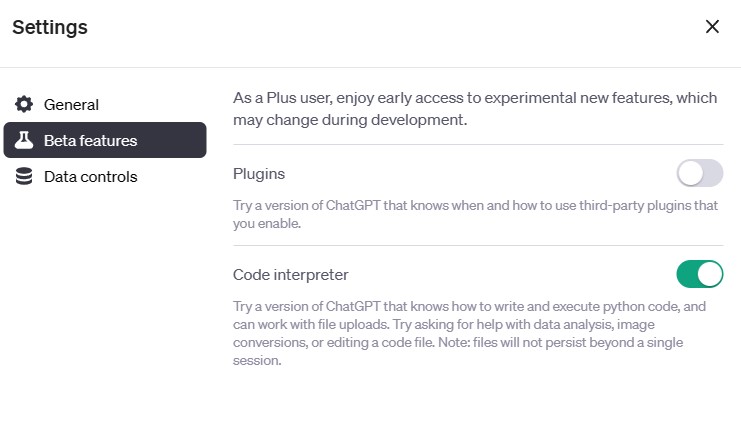 Settings
General
Beta features
Data controls
As a Plus user, enjoy early access to experimental new features, which
may change during development.
Plugins
Try a version of ChatGPT that knows when and how to use third-party plugins that
you enable.
Code interpreter
Try a version of ChatGPT that knows how to write and execute python code, and
can work with file uploads. Try asking for help with data analysis, image
conversions, or editing a code file. Note: files will not persist beyond a single
session.